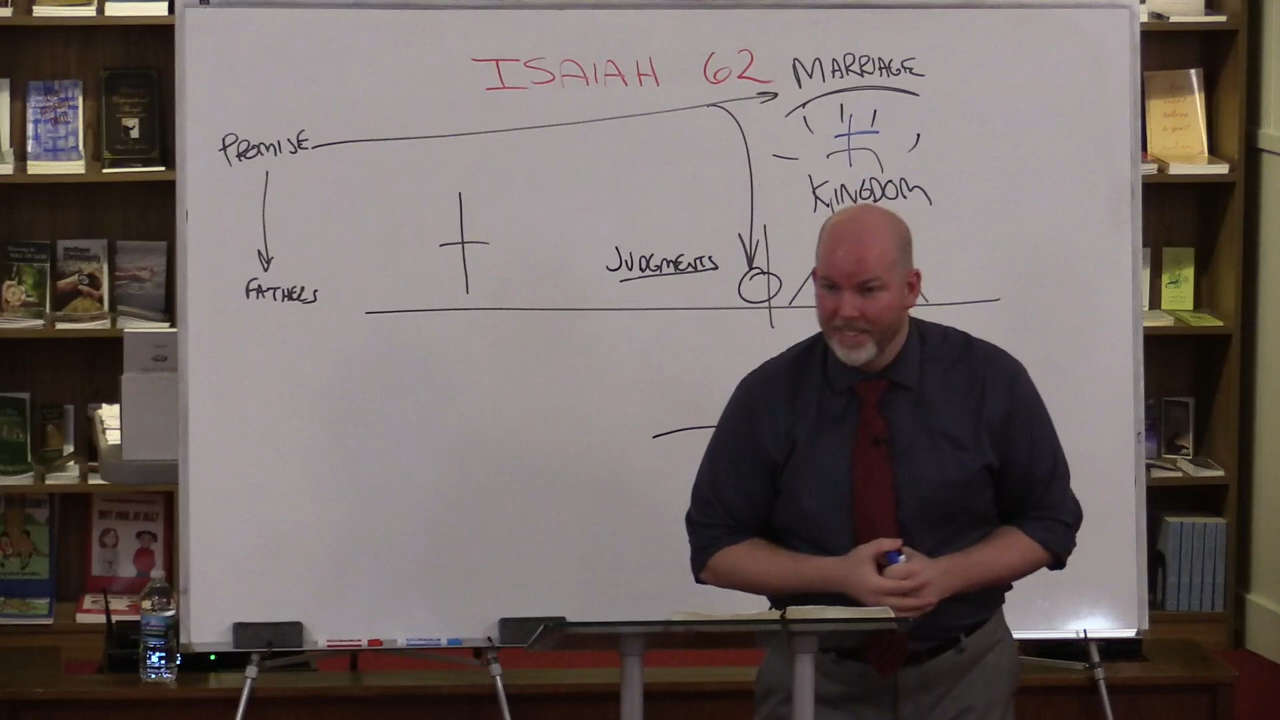 ISAIAH 62
MARRIAGE
PROMISE
KINGDOM
JUDGMENTS
FATHERS